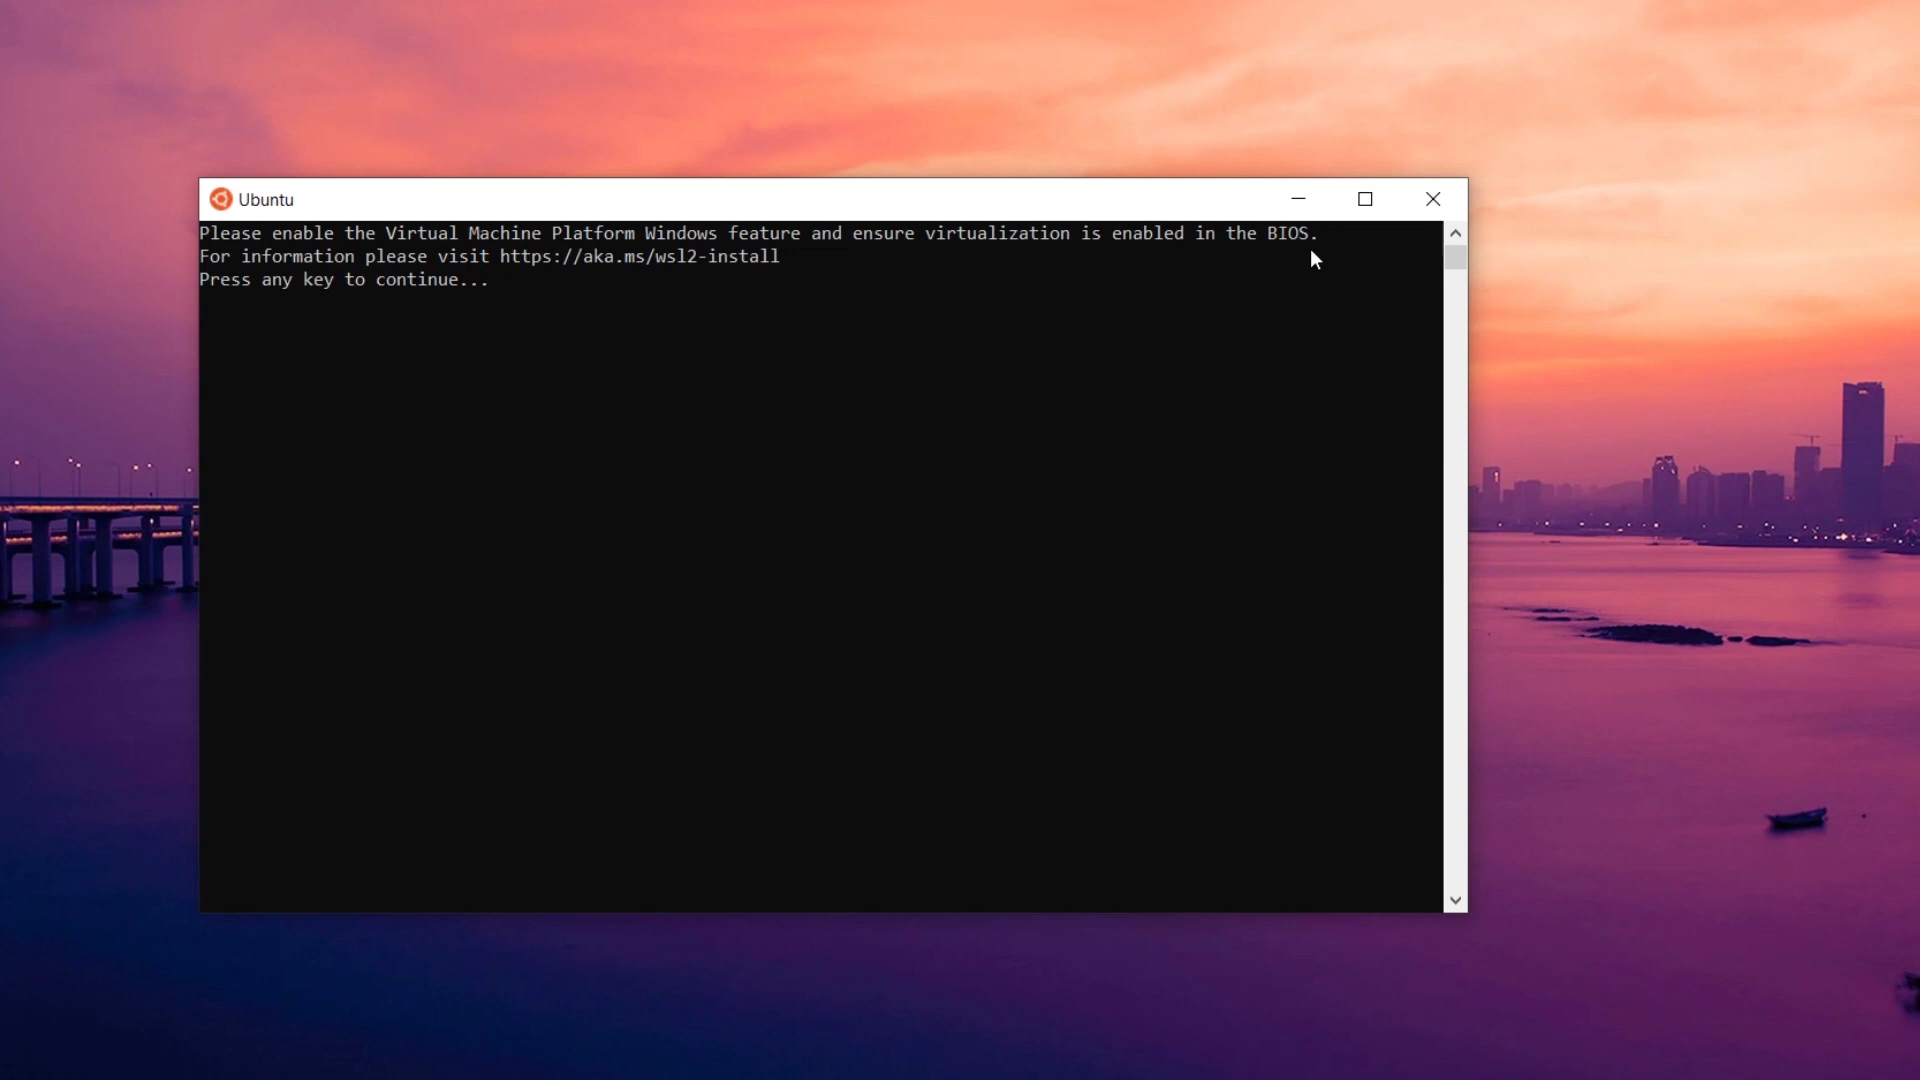 Ubuntu
Please enable the Virtual Machine Platform Windows feature and ensure virtualization is enabled in the BIOS.
For information please visit https://aka.ms/wsl2-install
Press any key to continue...